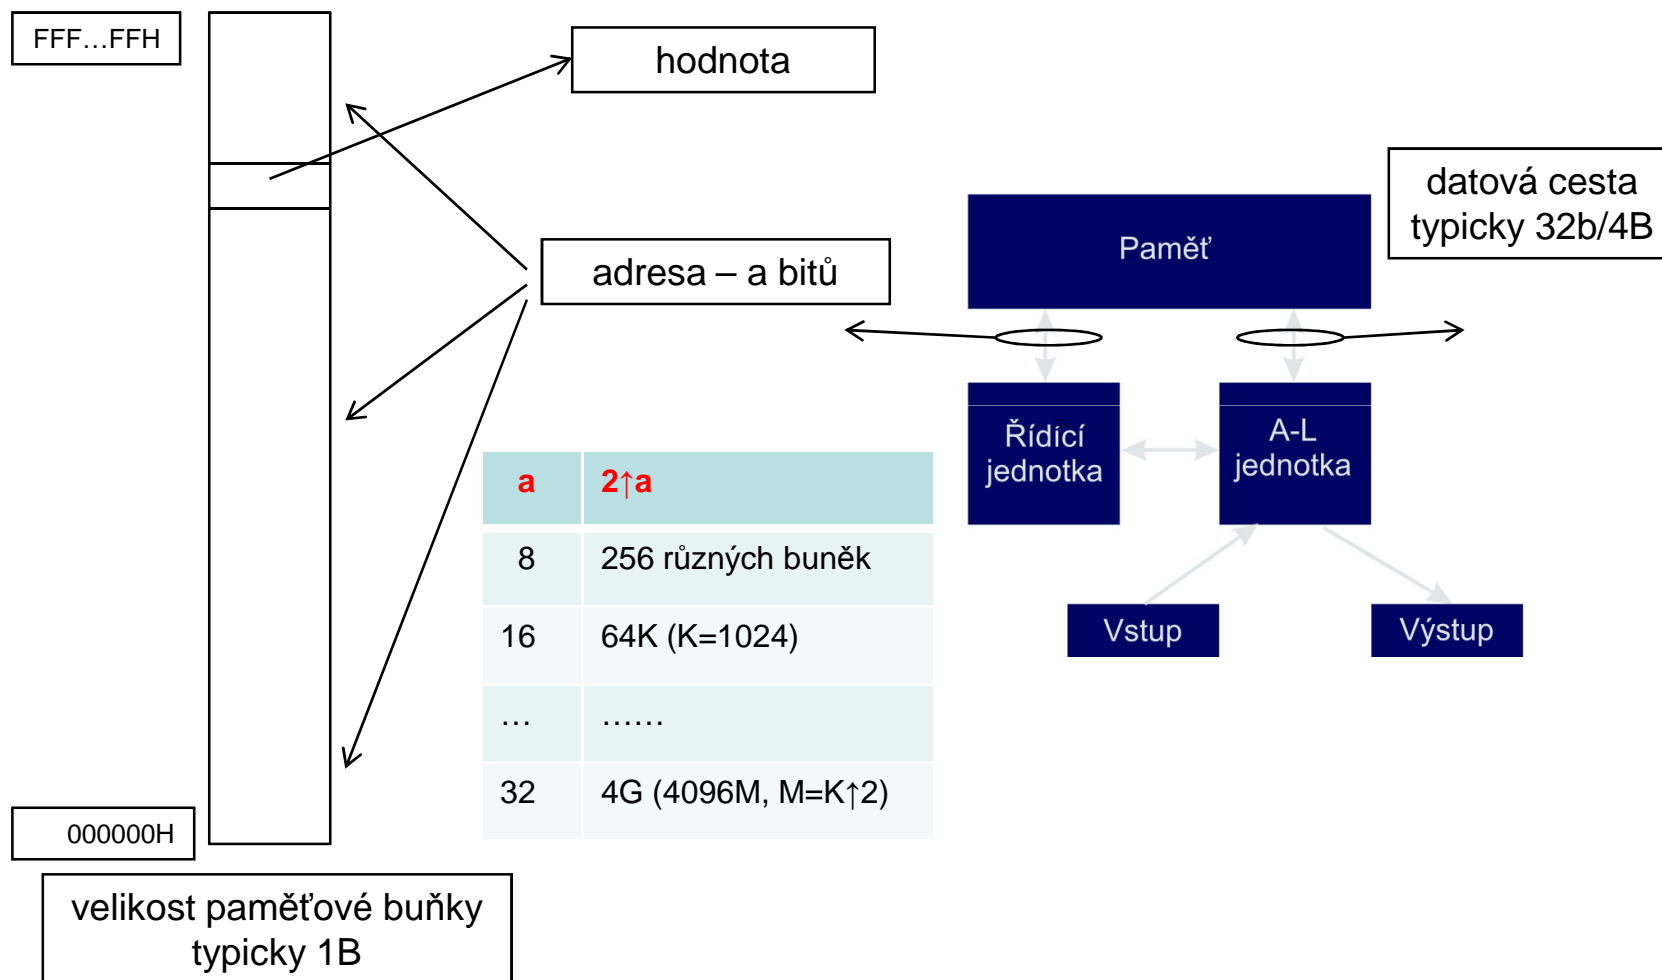 FFF…FFH
hodnota
datová cesta
typicky 32b/4B
Paměť
adresa – a bitů
Řídící
jednotka
A-L
jednotka
a 2↑a
8 256 různých buněk
16 64K (K=1024)
… ……
32 4G (4096M, M=K↑2)
Vstup
Výstup
000000H
velikost paměťové buňky
typicky 1B